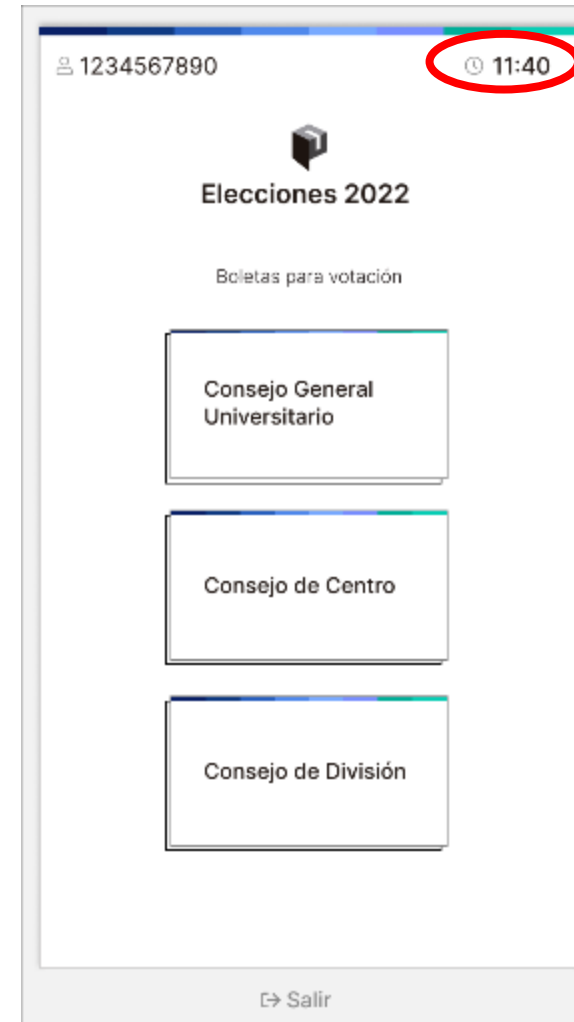 1234567890
11:40
Elecciones 2022
Boletas para votación
Consejo General
Universitario
Consejo de Centro
Consejo de División
Salir